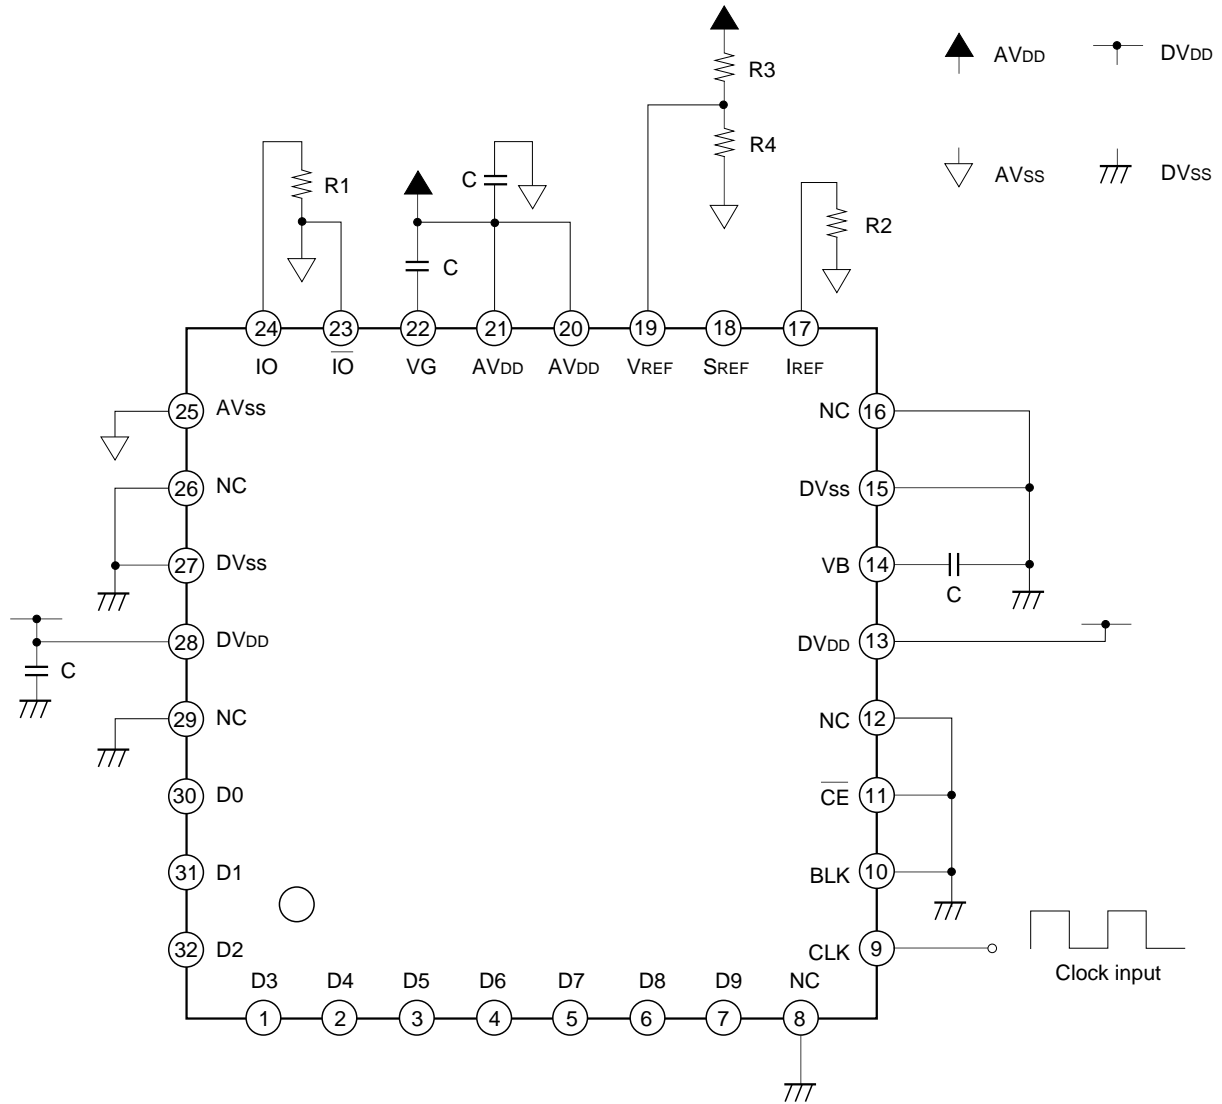 R3
R4
AVDD
DVDD
AVSS
DVSS
R1
C
C
R2
24
23
22
21
20
19
18
17
IO
IO
VG
AVDD
AVDD
VREF
SREF
IREF
25 AVss
26 NC
27 DVss
28 DVDD
C
29 NC
30 D0
31 D1
32 D2
NC 16
DVss 15
VB 14
C
DVDD 13
NC 12
CE 11
BLK 10
CLK 9
Clock input
D3
D4
D5
D6
D7
D8
D9
NC
1
2
3
4
5
6
7
8